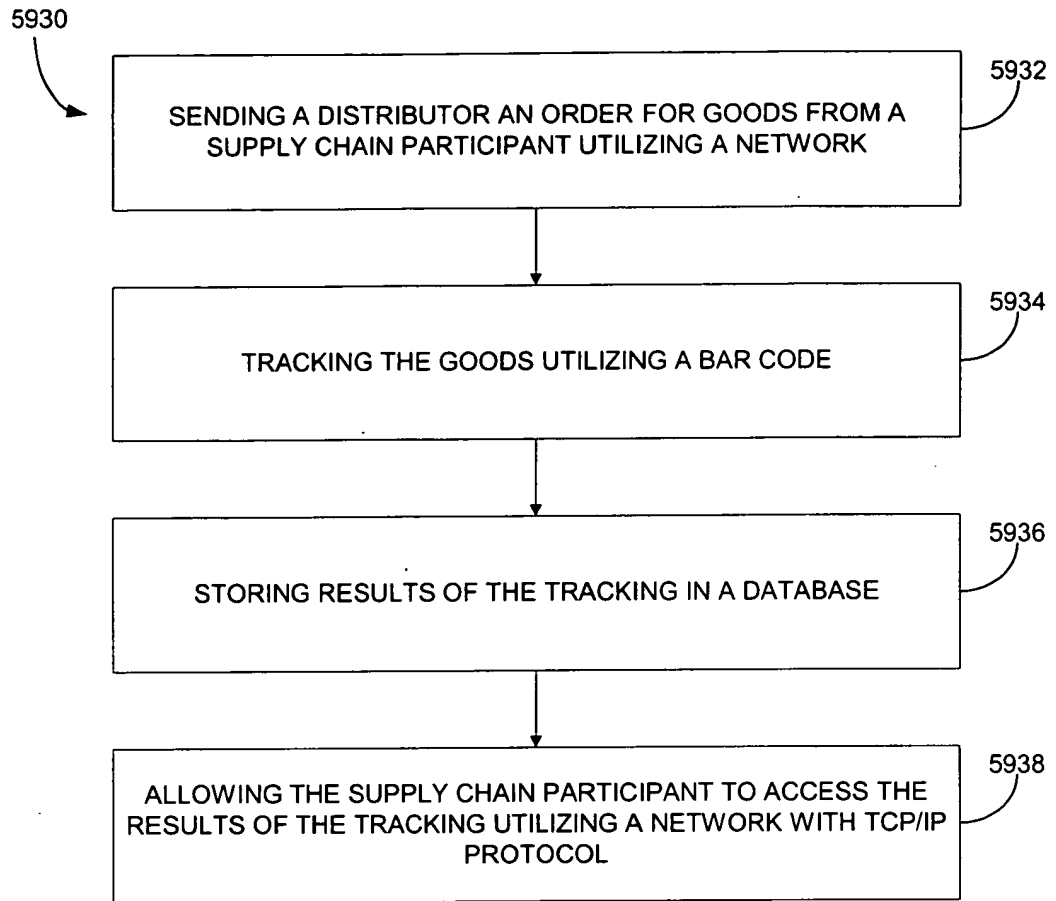 5930
5932
SENDING A DISTRIBUTOR AN ORDER FOR GOODS FROM A
SUPPLY CHAIN PARTICIPANT UTILIZING A NETWORK
5934
TRACKING THE GOODS UTILIZING A BAR CODE
5936
STORING RESULTS OF THE TRACKING IN A DATABASE
5938
ALLOWING THE SUPPLY CHAIN PARTICIPANT TO ACCESS THE
RESULTS OF THE TRACKING UTILIZING A NETWORK WITH TCP/IP
PROTOCOL